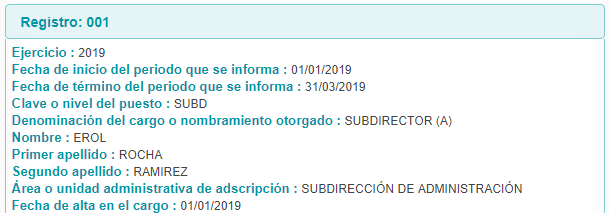 Registro: 001
Ejercicio : 2019
Fecha de inicio del periodo que se informa : 01/01/2019
Fecha de término del periodo que se informa : 31/03/2019
Clave o nivel del puesto : SUBD
Denominación del cargo o nombramiento otorgado : SUBDIRECTOR (A)
Nombre : EROL
Primer apellido : ROCHA
Segundo apellido : RAMIREZ
Área o unidad administrativa de adscripción : SUBDIRECCIÓN DE ADMINISTRACIÓN
Fecha de alta en el cargo : 01/01/2019